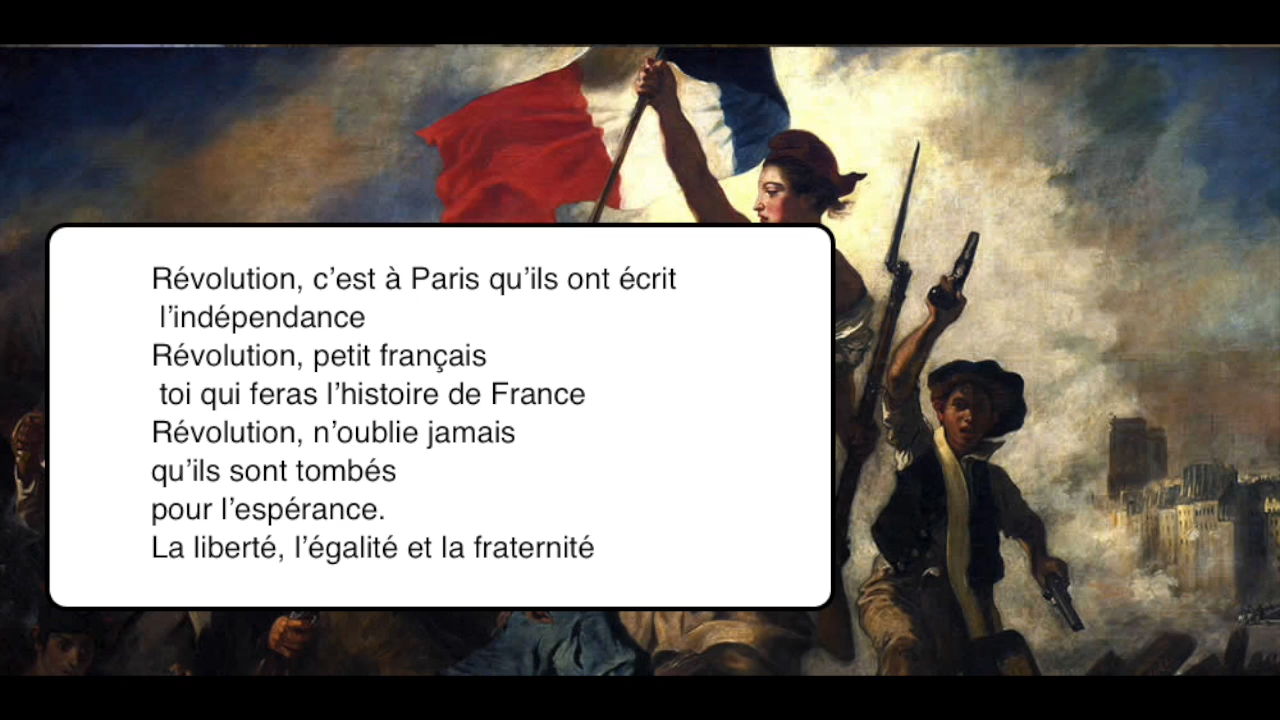 Révolution, c’est à Paris qu’ils ont écrit
l’indépendance
Révolution, petit français
toi qui feras l’histoire de France
Révolution, n’oublie jamais
qu’ils sont tombés
pour l’espérance.
La liberté, l’égalité et la fraternité